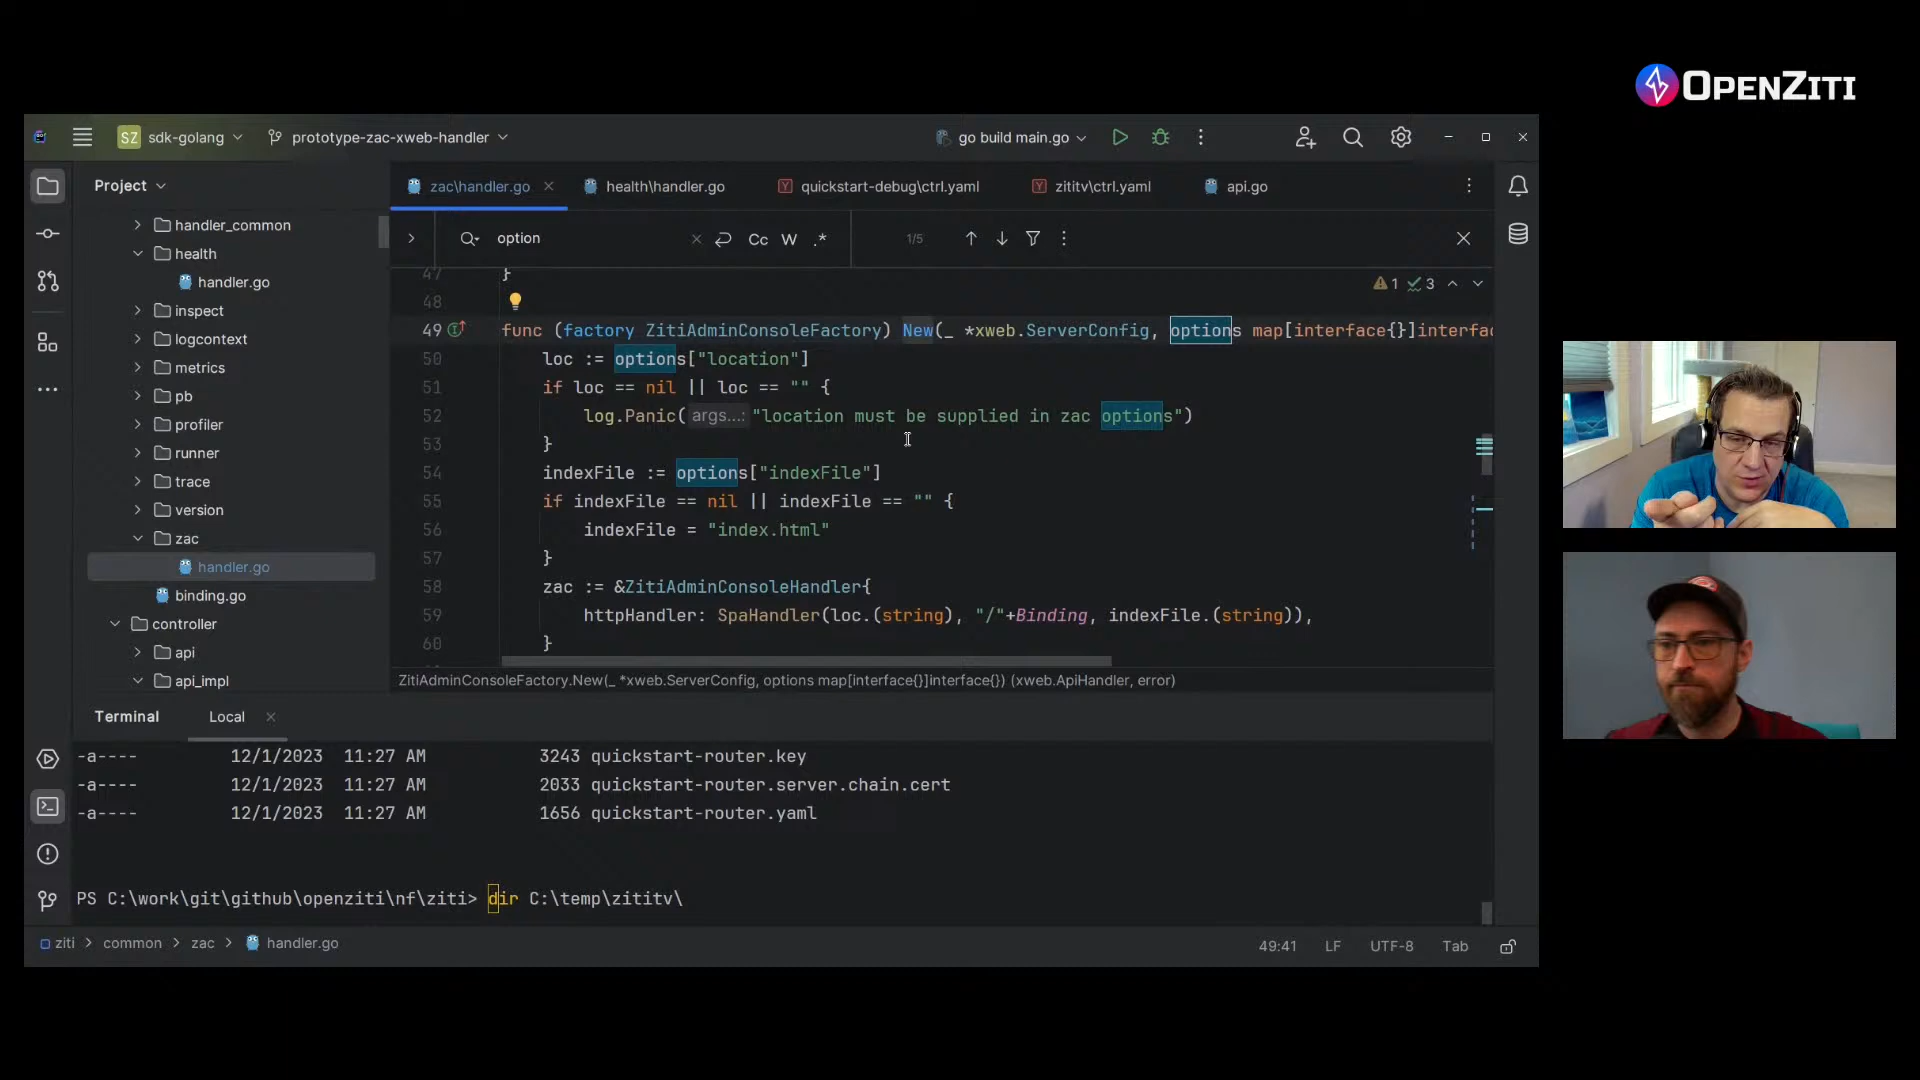 OPENZITI
SZ sdk-golang prototype-zac-xweb-handler go build main.go
Project
zac\handler.go health\handler.go quickstart-debug\ctrl.yaml zititv\ctrl.yaml api.go
option Cc W .* 1/5
handler_common
health
handler.go
inspect
logcontext
metrics
pb
profiler
runner
trace
version
zac
handler.go
binding.go
controller
api
api_impl
47 }
48
1 3
49 func (factory ZitiAdminConsoleFactory) New(_ *xweb.ServerConfig, options map[interface{}]interfac
50 loc := options["location"]
51 if loc == nil || loc == "" {
52 log.Panic( args...: "location must be supplied in zac options")
53 }
54 indexFile := options["indexFile"]
55 if indexFile == nil || indexFile == "" {
56 indexFile = "index.html"
57 }
58 zac := &ZitiAdminConsoleHandler{
59 httpHandler: SpaHandler(loc.(string), "/"+Binding, indexFile.(string)),
60 }
ZitiAdminConsoleFactory.New(_ *xweb.ServerConfig, options map[interface{}]interface{}) (xweb.ApiHandler, error)
Terminal Local
-a---- 12/1/2023 11:27 AM 3243 quickstart-router.key
-a---- 12/1/2023 11:27 AM 2033 quickstart-router.server.chain.cert
-a---- 12/1/2023 11:27 AM 1656 quickstart-router.yaml
PS C:\work\git\github\openziti\nf\ziti> dir C:\temp\zititv\
ziti > common > zac > handler.go 49:41 LF UTF-8 Tab